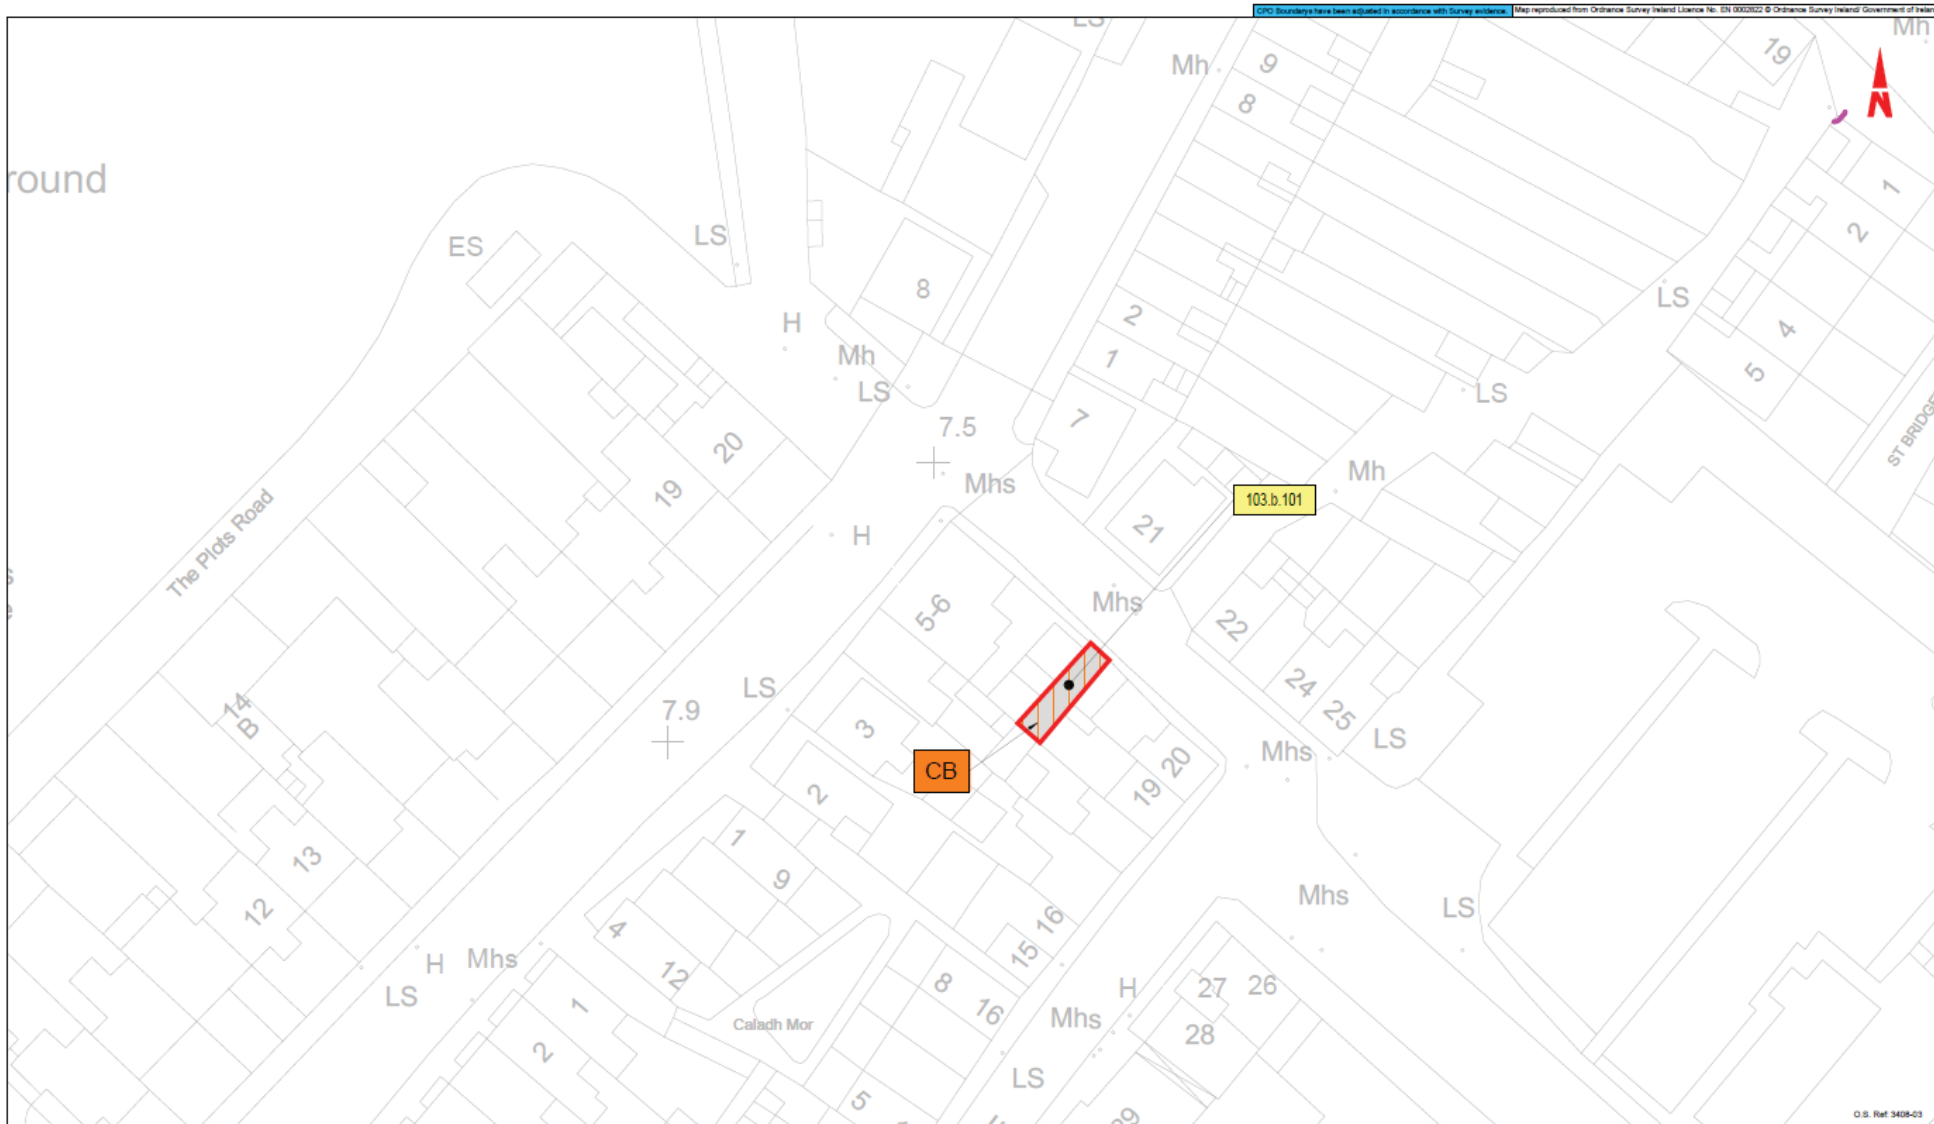 CPO Boundarys have been adjusted in accordance with Survey evidence.
Map reproduced from Ordnance Survey Ireland Licence No. EN 0002822 © Ordnance Survey Ireland/ Government of Irelan
LS
Mh
9
19
Mh
8
N
round
1
ES
LS
2
8
LS
H
2
4
Mh
1
LS
LS
5
7
7.5
20
ST BRIDGE
19
Mhs
Mh
103.b.101
21
The Plots Road
H
5-6
Mhs
22
LS
24
14
B
7.9
25
3
LS
Mhs
CB
20
2
19
1
13
9
12
Mhs
LS
16
4
15
H
Mhs
12
8
H
27
26
LS
16
1
Mhs
Caladh Mor
28
2
LS
5
29
O.S. Ref: 3408-03